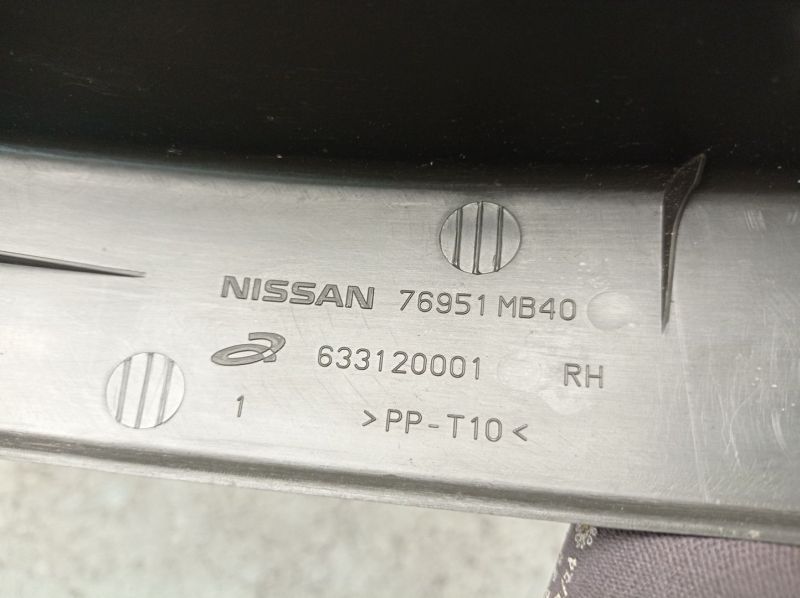 NISSAN 76951 MB40
633120001 RH
1 >PP-T10<